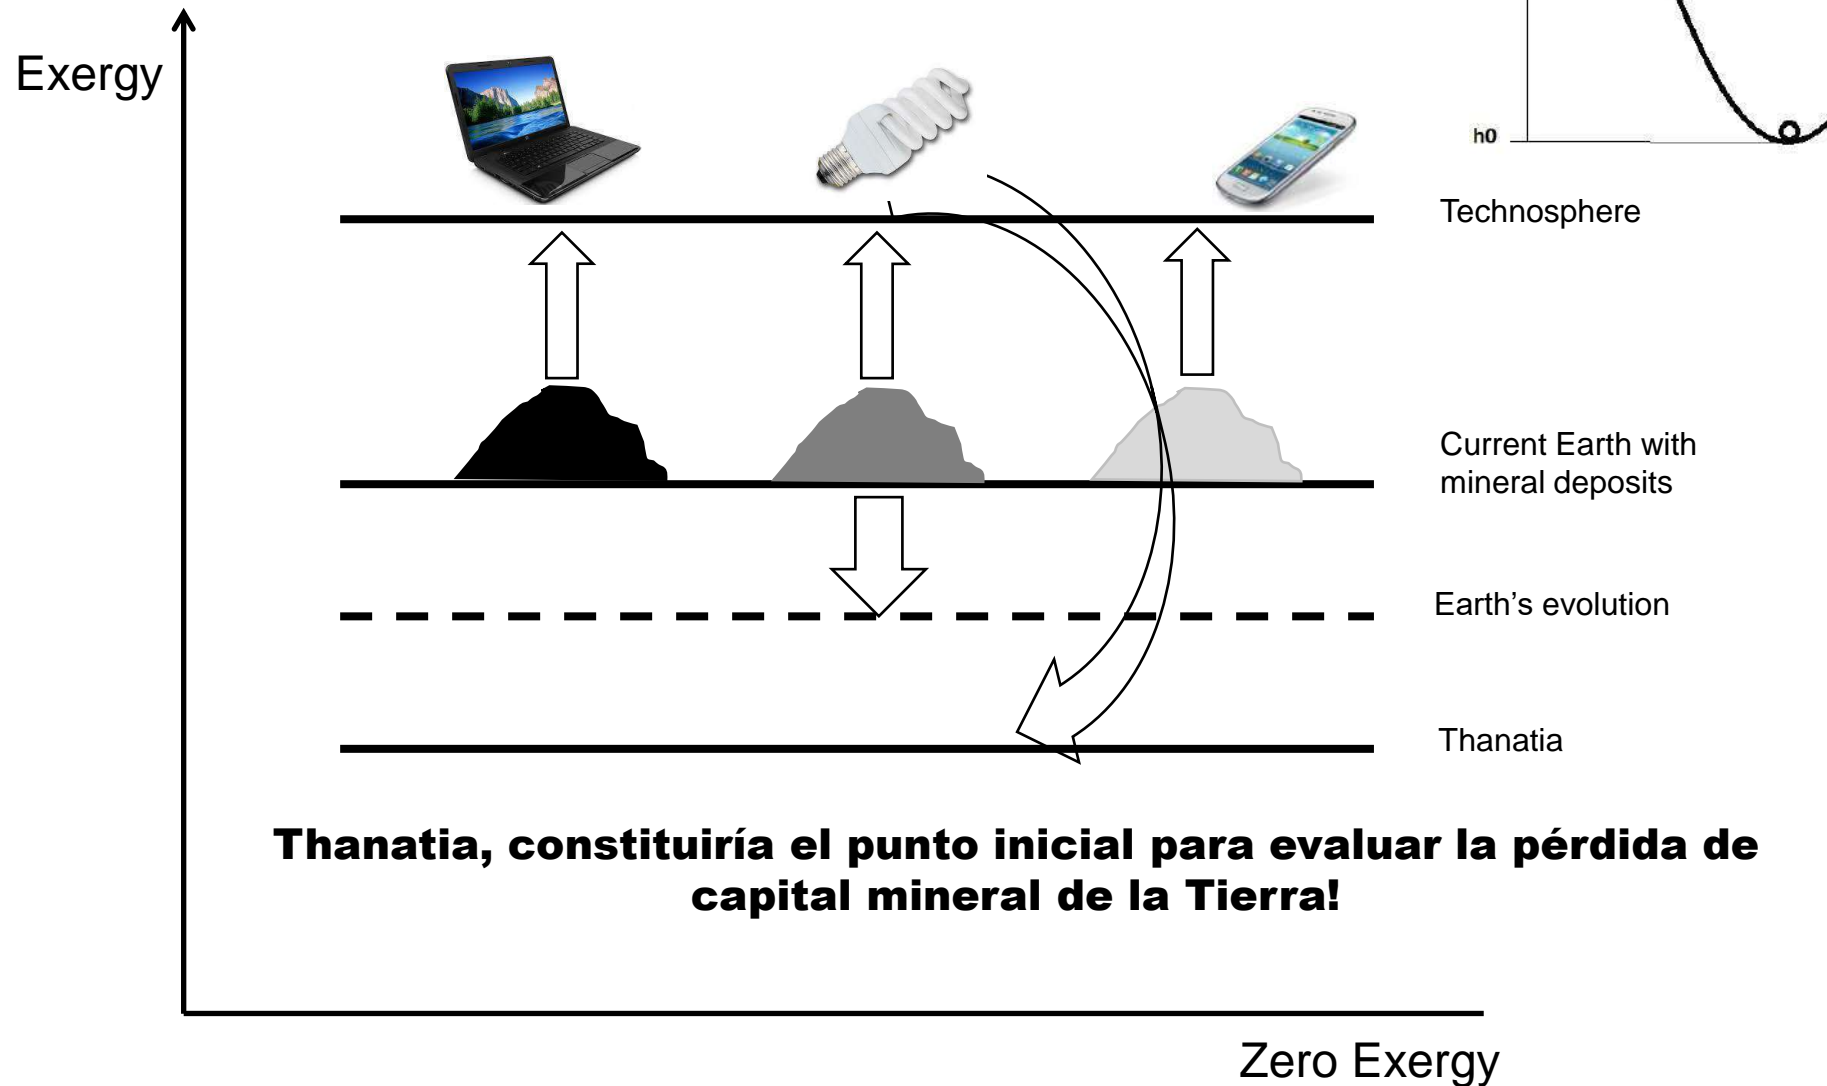 Exergy
h0
Technosphere
Current Earth with
mineral deposits
Earth’s evolution
Thanatia
Thanatia, constituiría el punto inicial para evaluar la pérdida de
capital mineral de la Tierra!
Zero Exergy